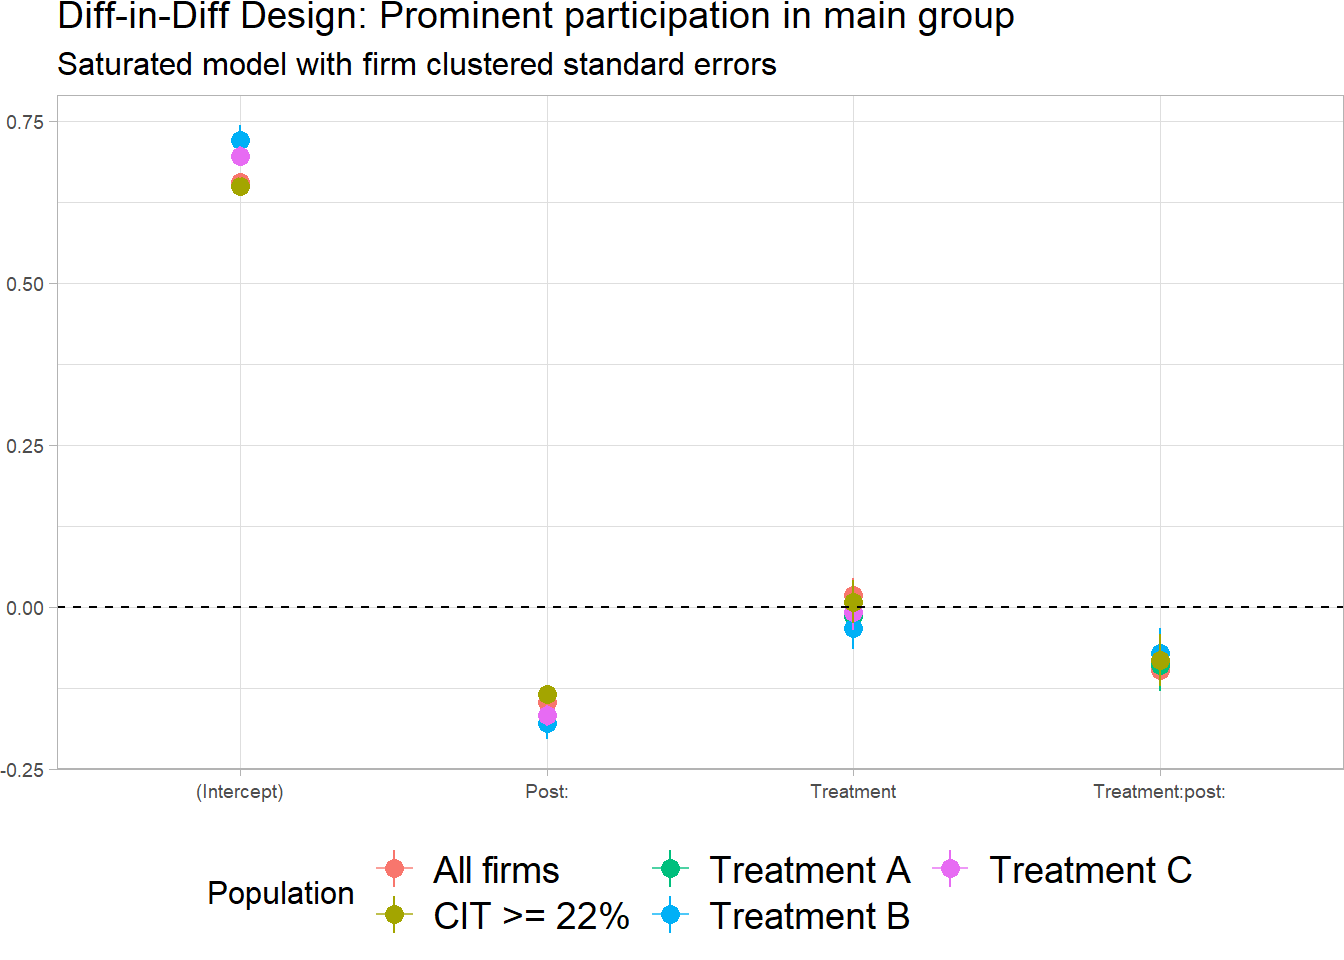 Diff-in-Diff Design: Prominent participation in main group
Saturated model with firm clustered standard errors
0.75
0.50
0.25
0.00
-0.25
(Intercept) Post: Treatment Treatment:post:
Population
All firms Treatment A Treatment C
CIT >= 22% Treatment B